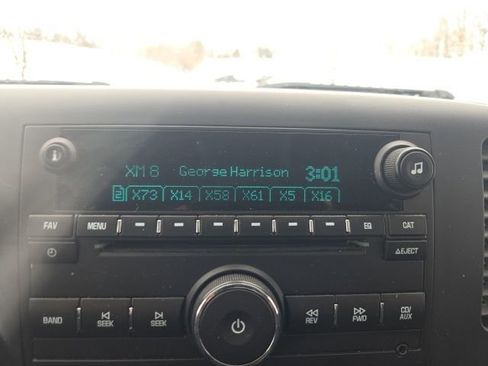 XM 8 George Harrison 3:01
2 X73 X14 X58 X61 X5 X16
FAV MENU EQ CAT
EJECT
BAND SEEK SEEK REV FWD CD/
AUX